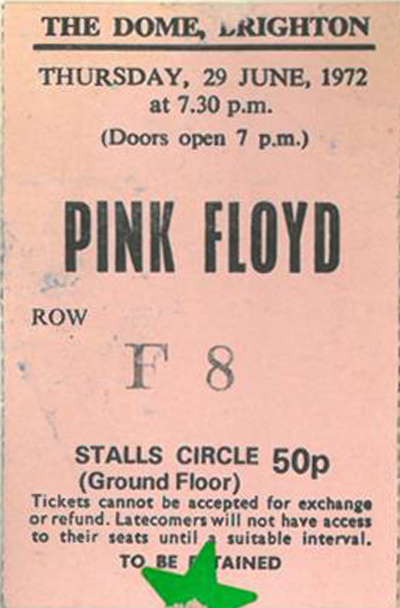 THE DOME, BRIGHTON
THURSDAY, 29 JUNE, 1972
at 7.30 p.m.
(Doors open 7 p.m.)
PINK FLOYD
ROW
F 8
STALLS CIRCLE 50p
(Ground Floor)
Tickets cannot be accepted for exchange
or refund. Latecomers will not have access
to their seats until a suitable interval.
TO BE RETAINED